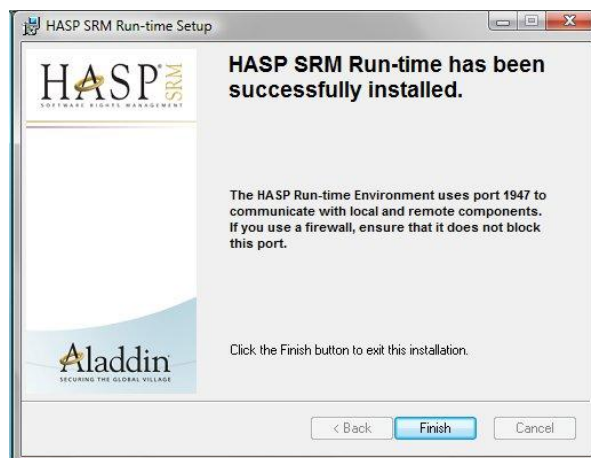 HASP SRM Run-time Setup
HASP SRM
SOFTWARE RIGHTS MANAGEMENT
HASP SRM Run-time has been
successfully installed.
The HASP Run-time Environment uses port 1947 to
communicate with local and remote components.
If you use a firewall, ensure that it does not block
this port.
Click the Finish button to exit this installation.
Aladdin
SECURING THE GLOBAL VILLAGE
< Back
Finish
Cancel